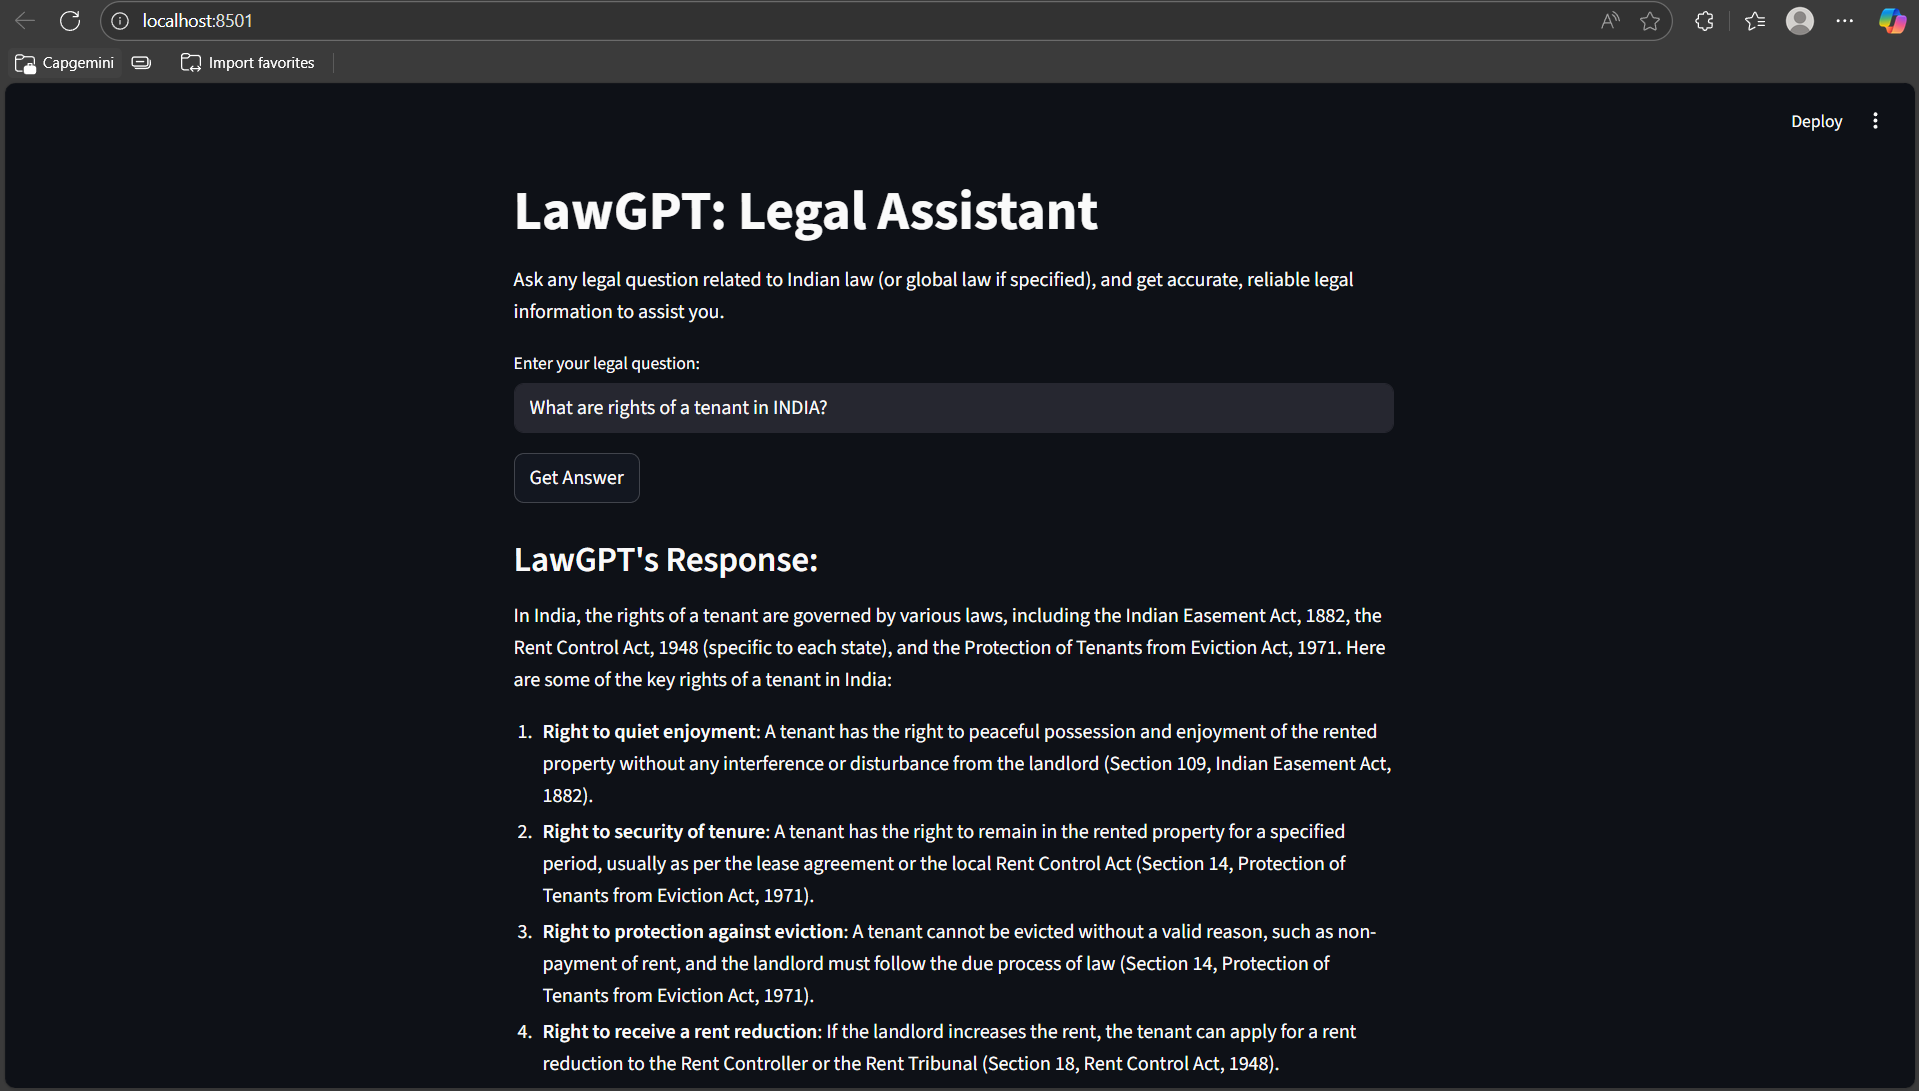 localhost:8501
Capgemini
Import favorites
Deploy
LawGPT: Legal Assistant
Ask any legal question related to Indian law (or global law if specified), and get accurate, reliable legal
information to assist you.
Enter your legal question:
What are rights of a tenant in INDIA?
Get Answer
LawGPT's Response:
In India, the rights of a tenant are governed by various laws, including the Indian Easement Act, 1882, the
Rent Control Act, 1948 (specific to each state), and the Protection of Tenants from Eviction Act, 1971. Here
are some of the key rights of a tenant in India:
1. Right to quiet enjoyment: A tenant has the right to peaceful possession and enjoyment of the rented
property without any interference or disturbance from the landlord (Section 109, Indian Easement Act,
1882).
2. Right to security of tenure: A tenant has the right to remain in the rented property for a specified
period, usually as per the lease agreement or the local Rent Control Act (Section 14, Protection of
Tenants from Eviction Act, 1971).
3. Right to protection against eviction: A tenant cannot be evicted without a valid reason, such as non-
payment of rent, and the landlord must follow the due process of law (Section 14, Protection of
Tenants from Eviction Act, 1971).
4. Right to receive a rent reduction: If the landlord increases the rent, the tenant can apply for a rent
reduction to the Rent Controller or the Rent Tribunal (Section 18, Rent Control Act, 1948).